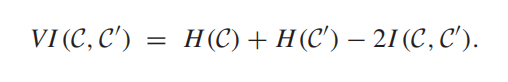 VI(𝒞, 𝒞′) = H(𝒞) + H(𝒞′) − 2I(𝒞, 𝒞′).